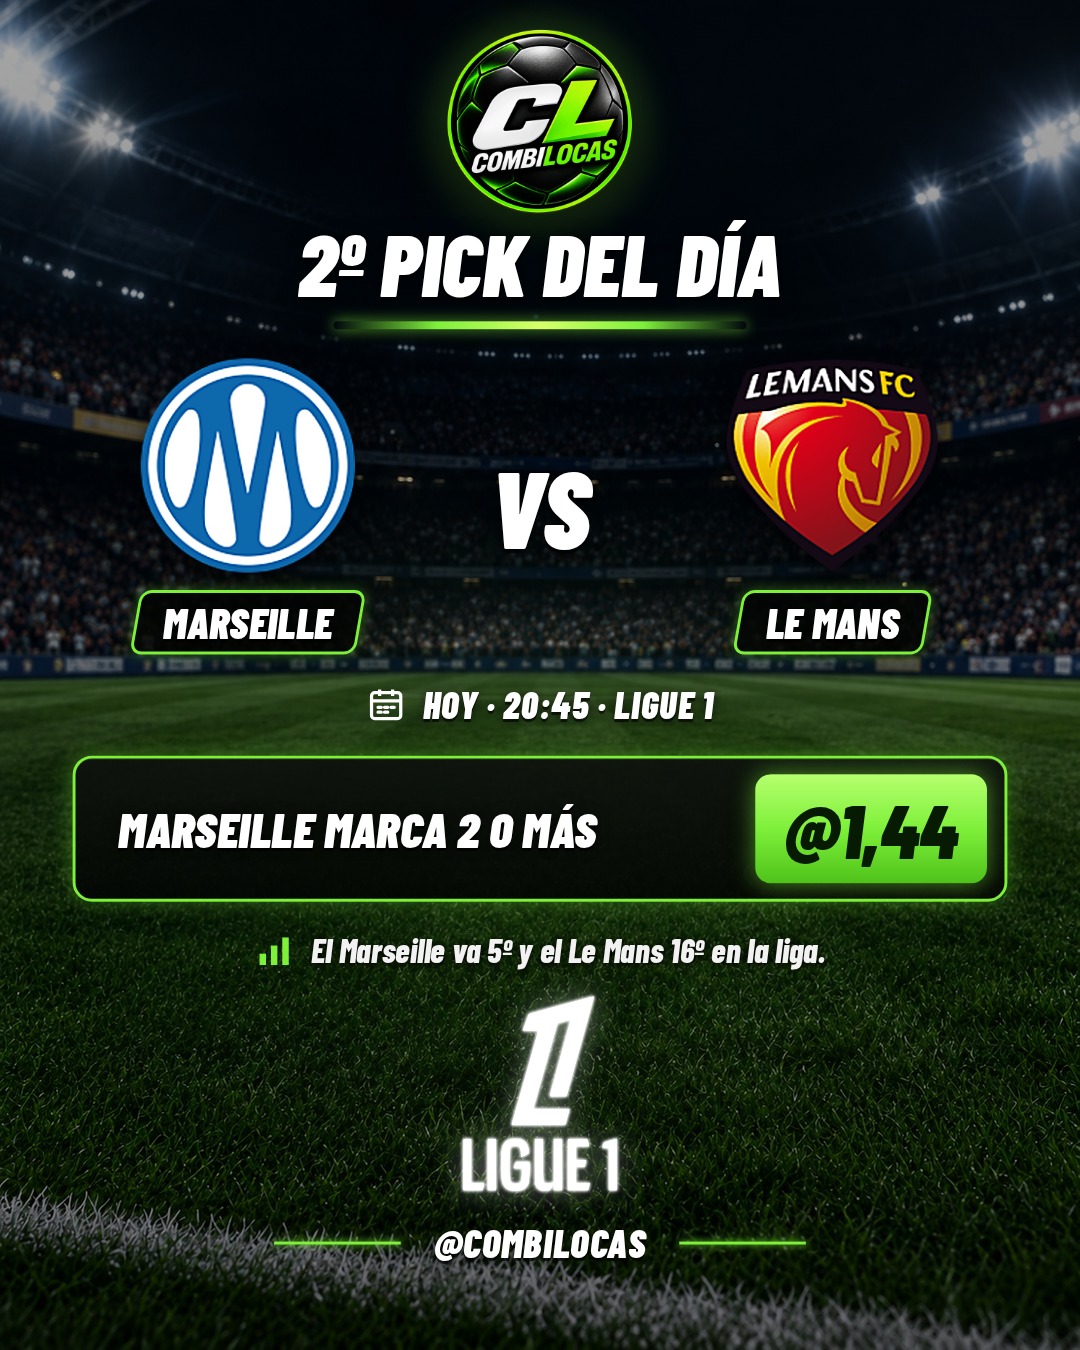 CL
COMBILOCAS
2º PICK DEL DÍA
LEMANS FC
VS
MARSEILLE
LE MANS
HOY · 20:45 · LIGUE 1
MARSEILLE MARCA 2 O MÁS
@1,44
El Marseille va 5º y el Le Mans 16º en la liga.
LIGUE 1
@COMBILOCAS